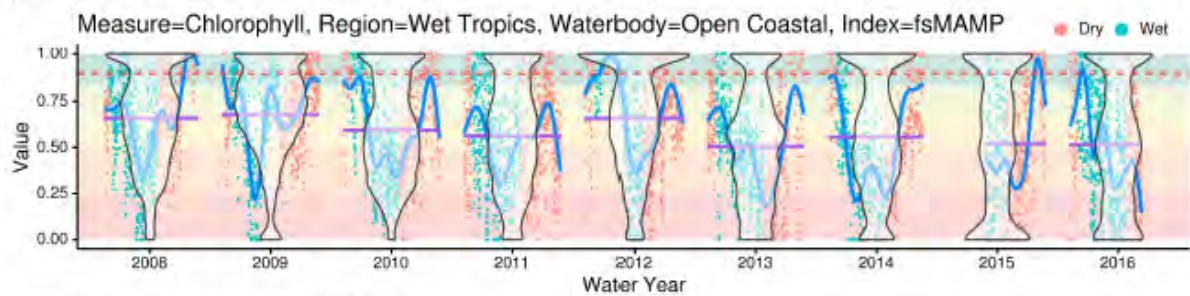 Measure=Chlorophyll, Region=Wet Tropics, Waterbody=Open Coastal, Index=fsMAMP
Dry Wet
1.00
0.75
0.50
0.25
0.00
Value
2008 2009 2010 2011 2012 2013 2014 2015 2016
Water Year